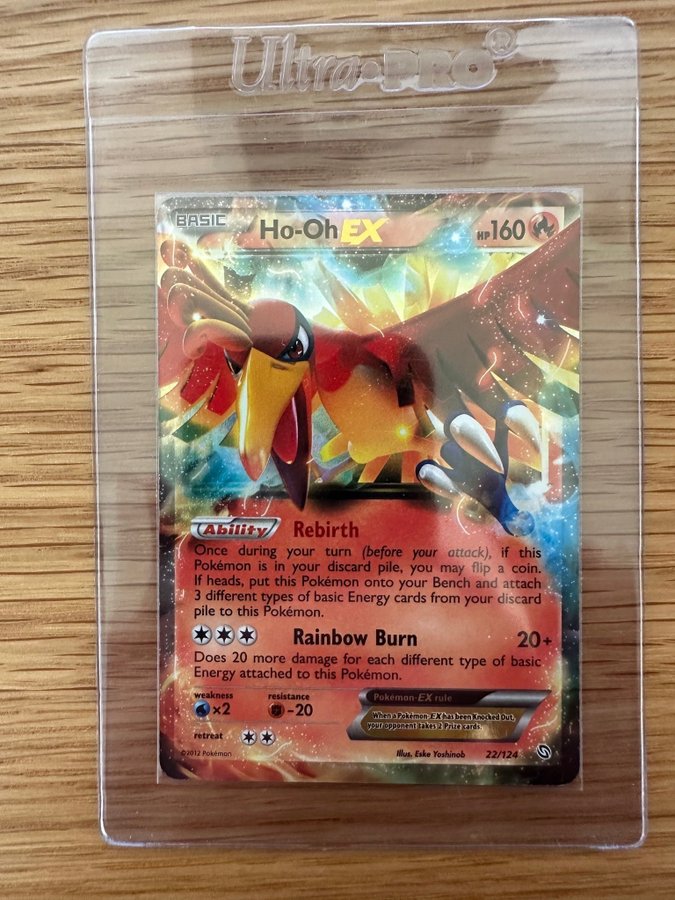 Ultra·PRO®
BASIC
Ho-Oh EX
HP160
Ability Rebirth
Once during your turn (before your attack), if this
Pokémon is in your discard pile, you may flip a coin.
If heads, put this Pokémon onto your Bench and attach
3 different types of basic Energy cards from your discard
pile to this Pokémon.
Rainbow Burn 20+
Does 20 more damage for each different type of basic
Energy attached to this Pokémon.
weakness resistance Pokémon-EX rule
×2 -20
When a Pokémon-EX has been Knocked Out,
your opponent takes 2 Prize cards.
retreat
©2012 Pokémon Illus. Eske Yoshinob 22/124